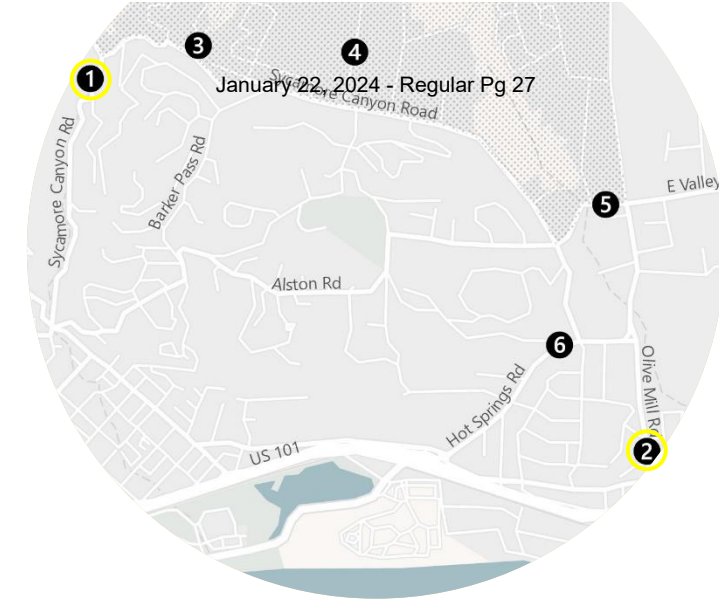 3
4
1
January 22, 2024 - Regular Pg 27
Sycamore Canyon Road
Sycamore Canyon Rd
Barker Pass Rd
5
E Valley
Alston Rd
6
Olive Mill Rd
Hot Springs Rd
US 101
2